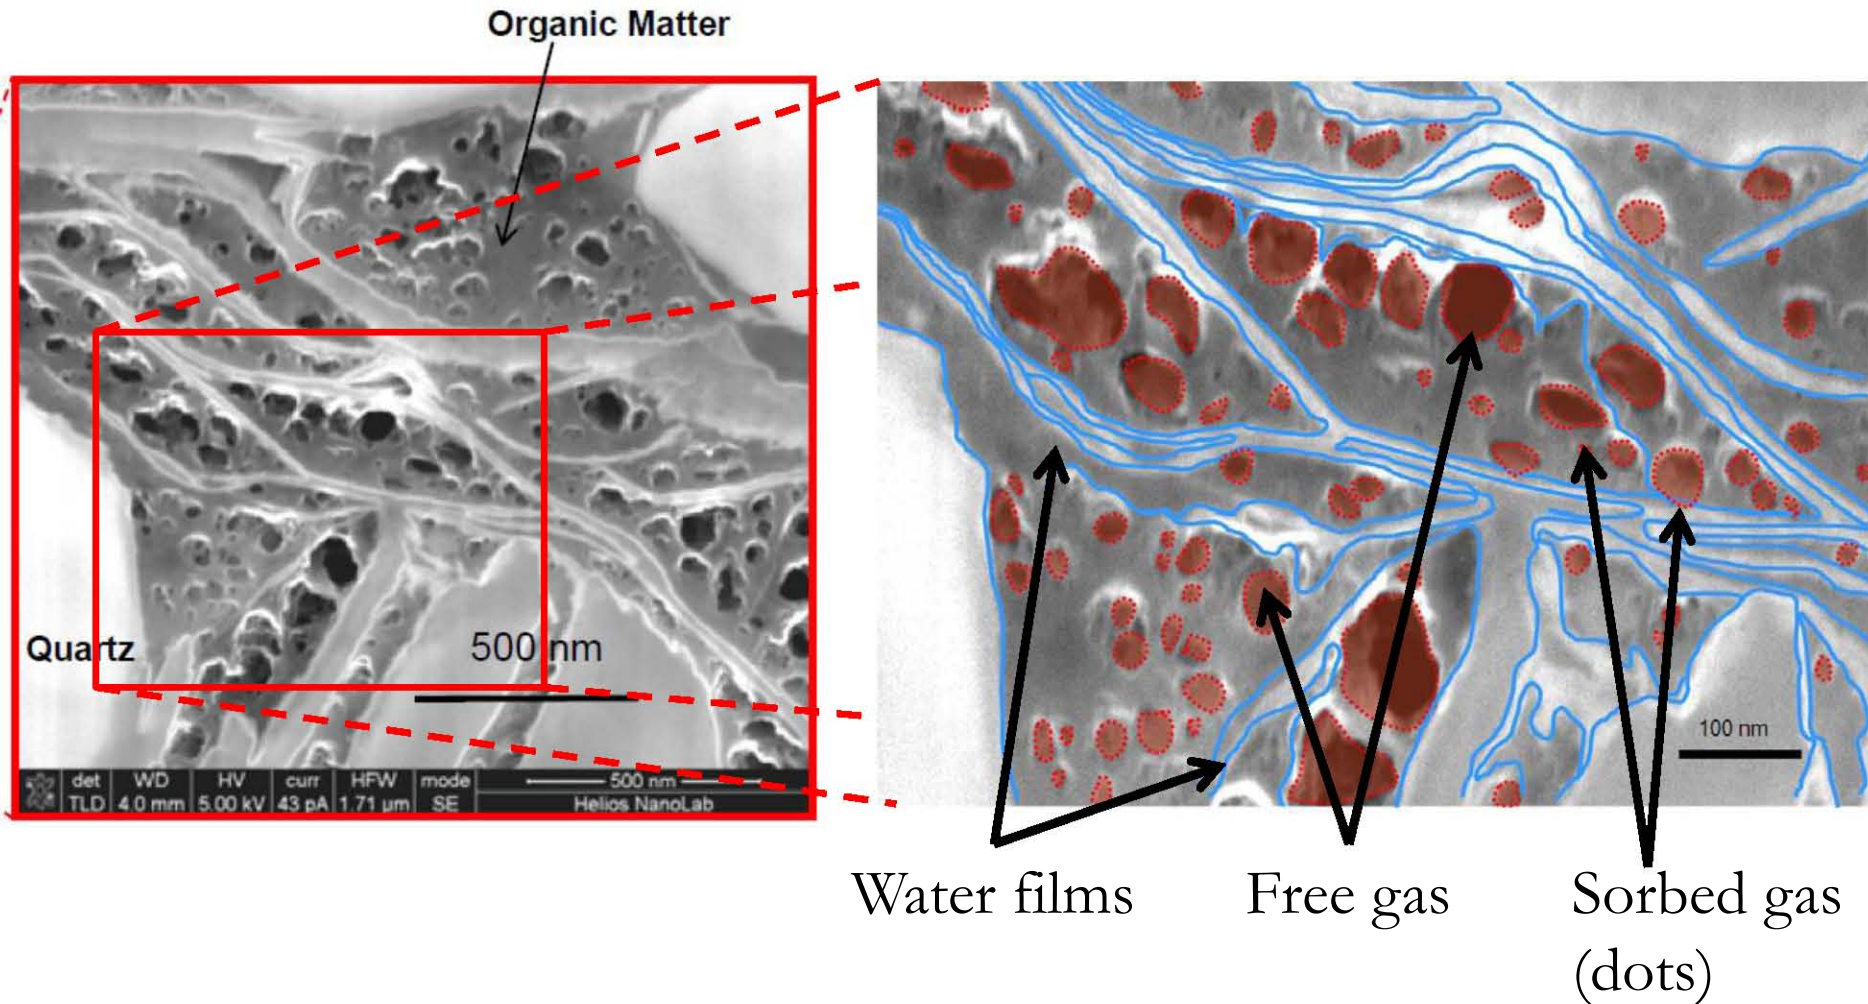 Organic Matter
Quartz
500 nm
det WD HV curr HFW mode 500 nm
TLD 4.0 mm 5.00 kV 43 pA 1.71 µm SE Helios NanoLab
100 nm
Water films Free gas Sorbed gas
(dots)